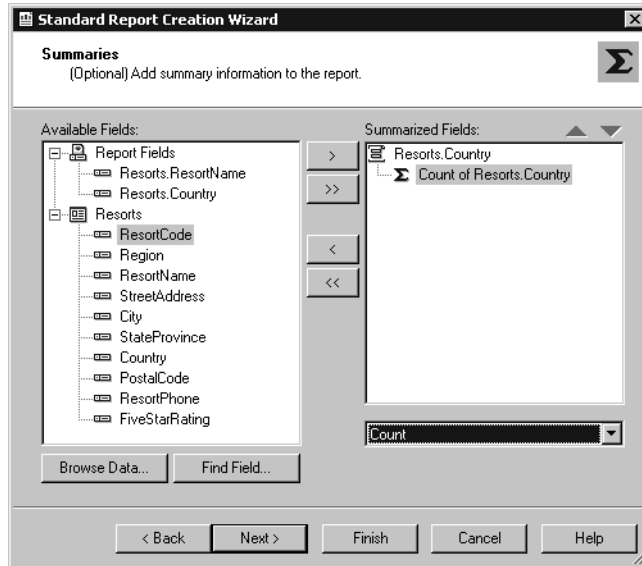 Standard Report Creation Wizard
Summaries
(Optional) Add summary information to the report.
Available Fields:
Report Fields
Resorts.ResortName
Resorts.Country
Resorts
ResortCode
Region
ResortName
StreetAddress
City
StateProvince
Country
PostalCode
ResortPhone
FiveStarRating
Browse Data...
Find Field...
>
>>
<
<<
Summarized Fields:
Resorts.Country
Σ Count of Resorts.Country
Count
< Back
Next >
Finish
Cancel
Help